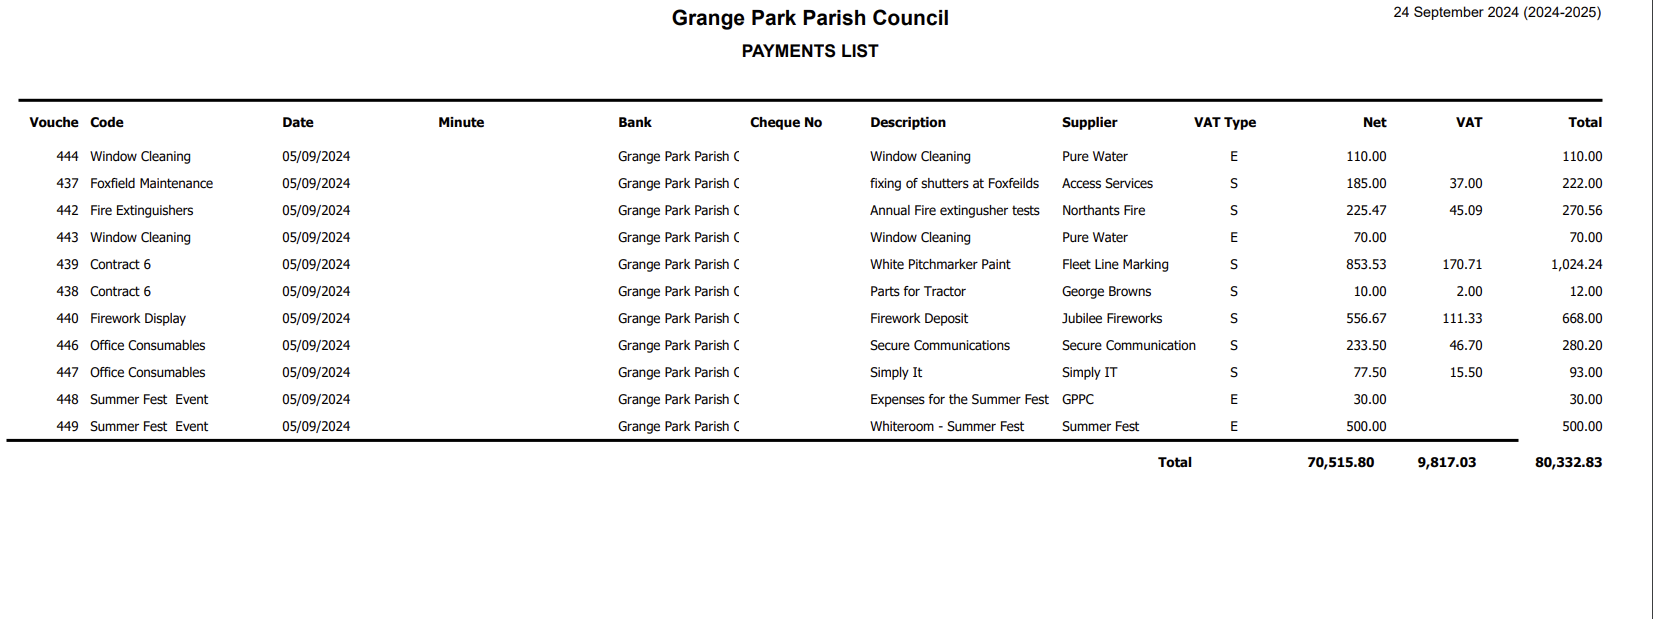 Grange Park Parish Council
24 September 2024 (2024-2025)
PAYMENTS LIST
Vouche Code Date Minute Bank Cheque No Description Supplier VAT Type Net VAT Total
444 Window Cleaning 05/09/2024 Grange Park Parish C Window Cleaning Pure Water E 110.00 110.00
437 Foxfield Maintenance 05/09/2024 Grange Park Parish C fixing of shutters at Foxfeilds Access Services S 185.00 37.00 222.00
442 Fire Extinguishers 05/09/2024 Grange Park Parish C Annual Fire extingusher tests Northants Fire S 225.47 45.09 270.56
443 Window Cleaning 05/09/2024 Grange Park Parish C Window Cleaning Pure Water E 70.00 70.00
439 Contract 6 05/09/2024 Grange Park Parish C White Pitchmarker Paint Fleet Line Marking S 853.53 170.71 1,024.24
438 Contract 6 05/09/2024 Grange Park Parish C Parts for Tractor George Browns S 10.00 2.00 12.00
440 Firework Display 05/09/2024 Grange Park Parish C Firework Deposit Jubilee Fireworks S 556.67 111.33 668.00
446 Office Consumables 05/09/2024 Grange Park Parish C Secure Communications Secure Communication S 233.50 46.70 280.20
447 Office Consumables 05/09/2024 Grange Park Parish C Simply It Simply IT S 77.50 15.50 93.00
448 Summer Fest Event 05/09/2024 Grange Park Parish C Expenses for the Summer Fest GPPC E 30.00 30.00
449 Summer Fest Event 05/09/2024 Grange Park Parish C Whiteroom - Summer Fest Summer Fest E 500.00 500.00
Total 70,515.80 9,817.03 80,332.83